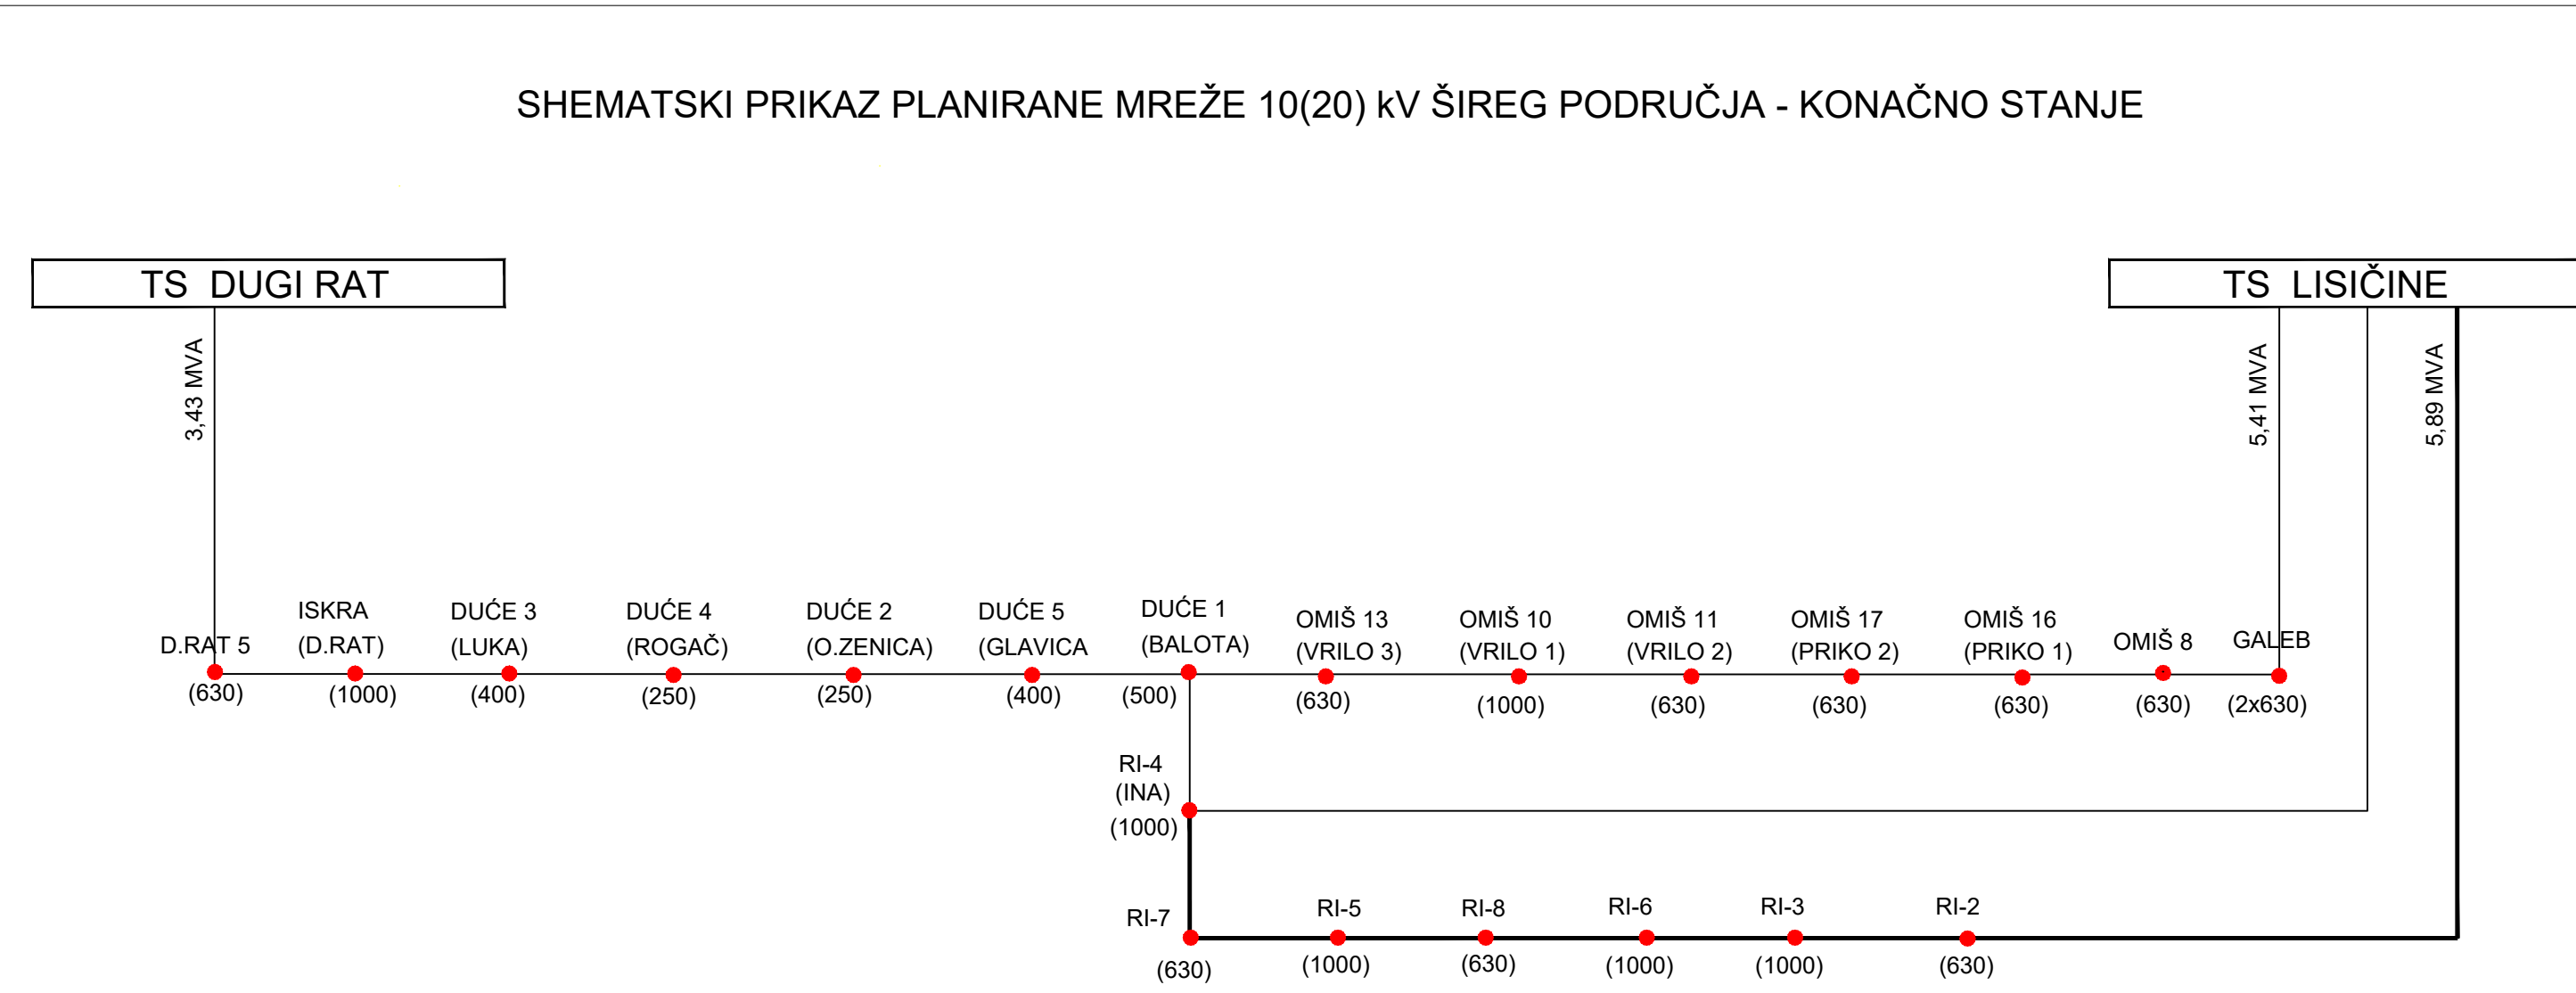 SHEMATSKI PRIKAZ PLANIRANE MREŽE 10(20) kV ŠIREG PODRUČJA - KONAČNO STANJE
TS DUGI RAT
TS LISIČINE
3,43 MVA
5,41 MVA
5,89 MVA
D.RAT 5
(630)
ISKRA
(D.RAT)
(1000)
DUĆE 3
(LUKA)
(400)
DUĆE 4
(ROGAČ)
(250)
DUĆE 2
(O.ZENICA)
(250)
DUĆE 5
(GLAVICA
(400)
DUĆE 1
(BALOTA)
(500)
OMIŠ 13
(VRILO 3)
(630)
OMIŠ 10
(VRILO 1)
(1000)
OMIŠ 11
(VRILO 2)
(630)
OMIŠ 17
(PRIKO 2)
(630)
OMIŠ 16
(PRIKO 1)
(630)
OMIŠ 8
(630)
GALEB
(2x630)
RI-4
(INA)
(1000)
RI-7
(630)
RI-5
(1000)
RI-8
(630)
RI-6
(1000)
RI-3
(1000)
RI-2
(630)